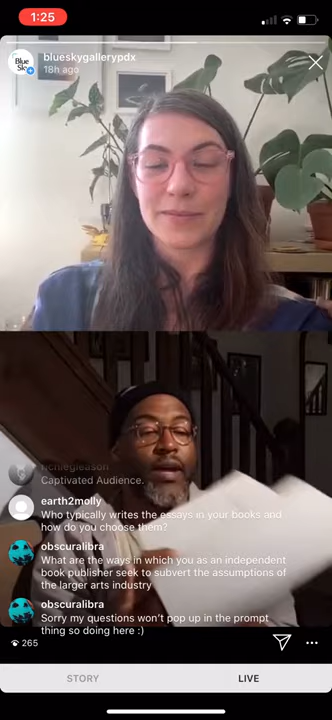 1:25
blueskygallerypdx
18h ago
Blue
Sky
richiegleason
Captivated Audience.
earth2molly
Who typically writes the essays in your books and
how do you choose them?
obscuralibra
What are the ways in which you as an independent
book publisher seek to subvert the assumptions of
the larger arts industry
obscuralibra
Sorry my questions won't pop up in the prompt
thing so doing here :)
265
STORY
LIVE